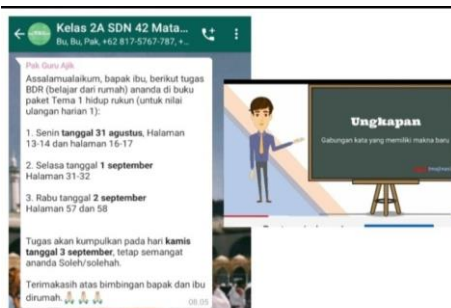 Kelas 2A SDN 42 Mata...
Bu, Bu, Pak, +62 817-5767-787, +...
Pak Guru Ajik
Assalamualaikum, bapak ibu, berikut tugas
BDR (belajar dari rumah) ananda di buku
paket Tema 1 hidup rukun (untuk nilai
ulangan harian 1):
1. Senin tanggal 31 agustus, Halaman
13-14 dan halaman 16-17
2. Selasa tanggal 1 september
Halaman 31-32
3. Rabu tanggal 2 september
Halaman 57 dan 58
Tugas akan kumpulkan pada hari kamis
tanggal 3 september, tetap semangat
ananda Soleh/solehah.
Terimakasih atas bimbingan bapak dan ibu
dirumah.
08.05
Ungkapan
Gabungan kata yang memiliki makna baru